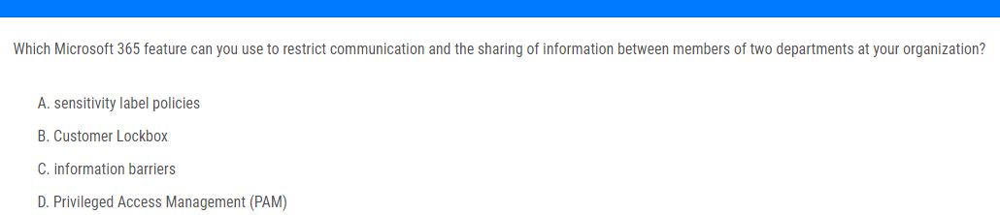 Which Microsoft 365 feature can you use to restrict communication and the sharing of information between members of two departments at your organization?
A. sensitivity label policies
B. Customer Lockbox
C. information barriers
D. Privileged Access Management (PAM)